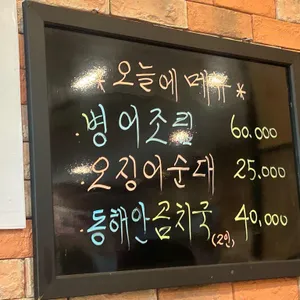 * 오늘에 메뉴 *
· 병어조림 60,000
· 오징어순대 25,000
· 동해안곰치국 (2인) 40,000